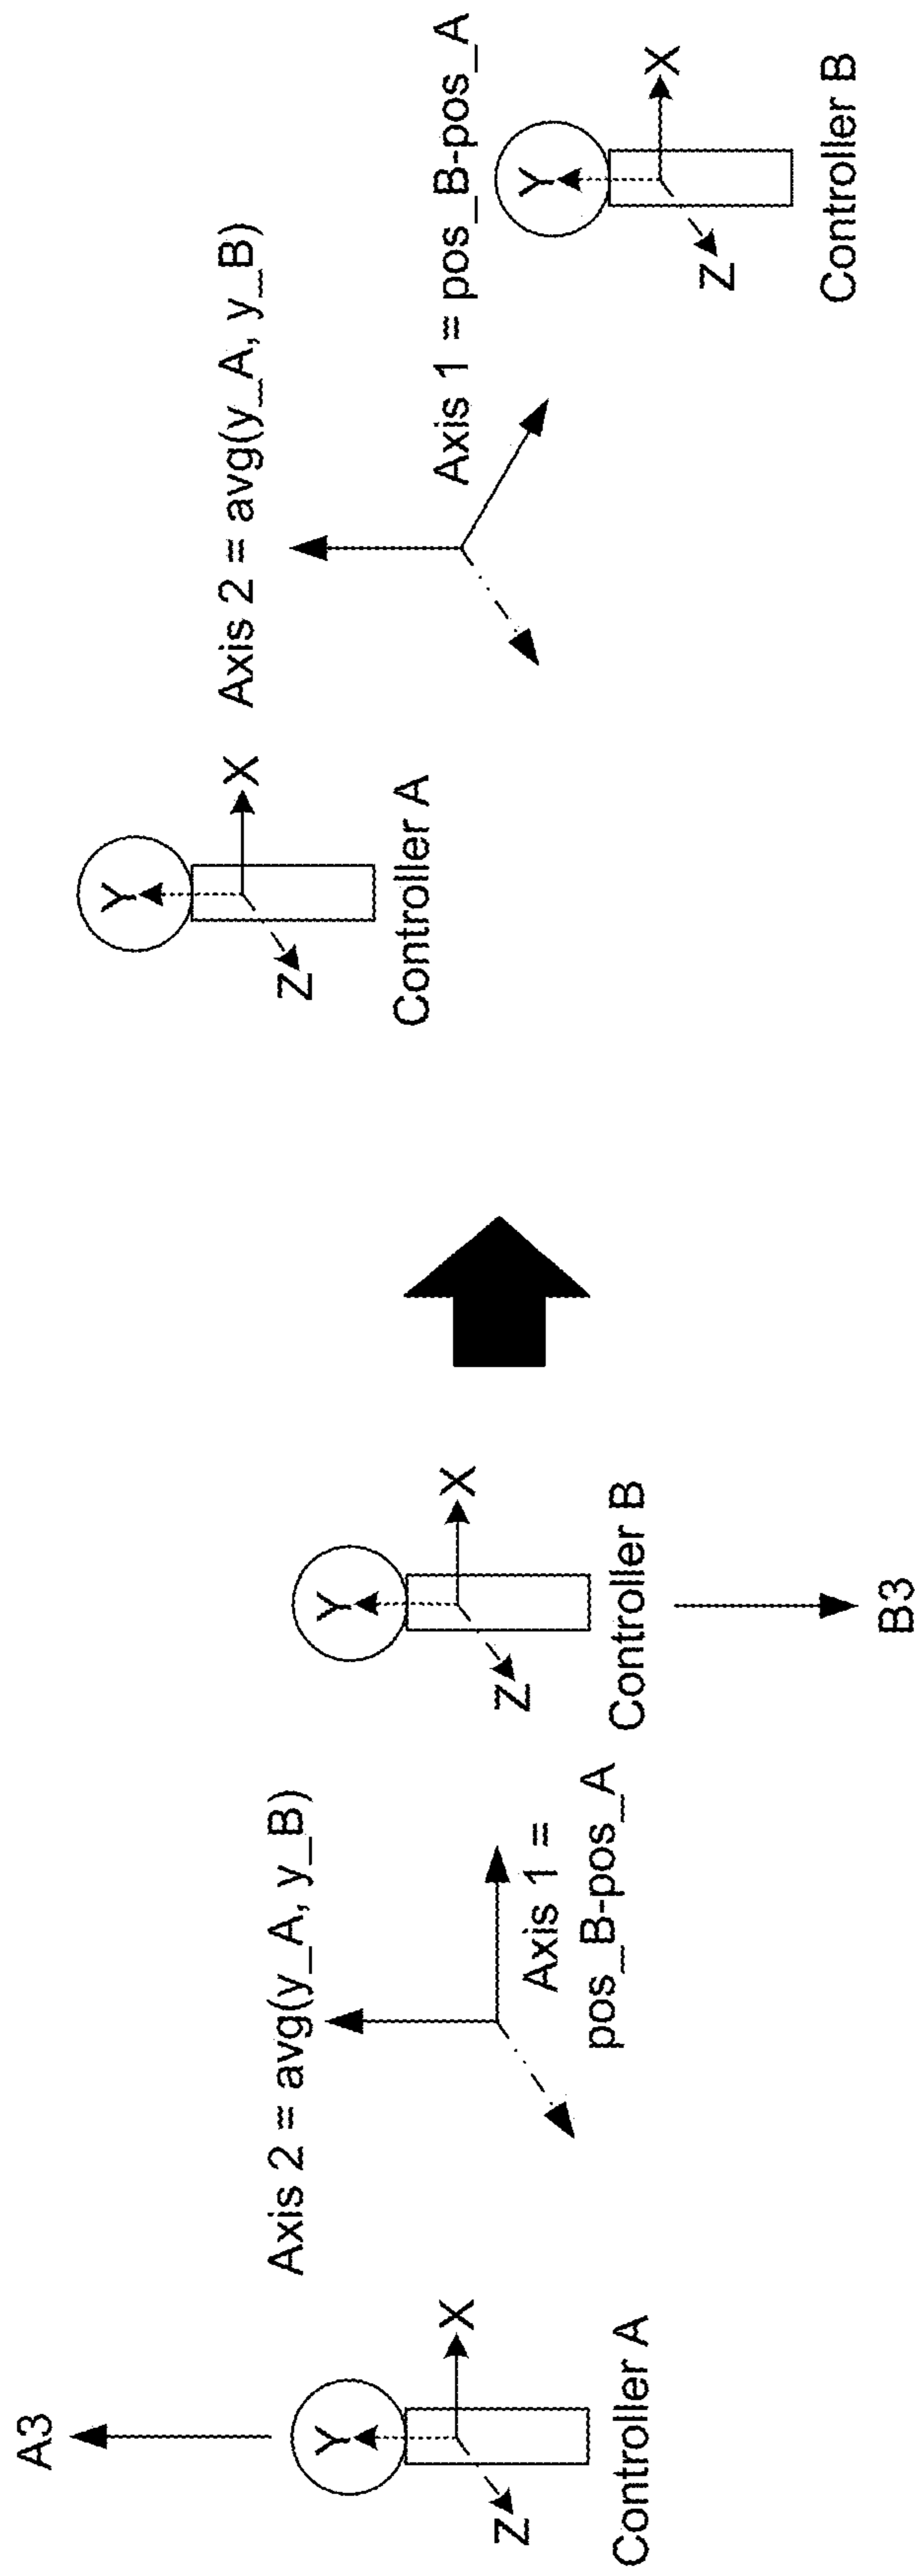 A3
Y
X
Z
Controller A
Axis 2 = avg(y_A, y_B)
Axis 1 =
pos_B-pos_A
Y
X
Z
Controller B
B3
Y
X
Z
Controller A
Axis 2 = avg(y_A, y_B)
Axis 1 = pos_B-pos_A
Y
X
Z
Controller B